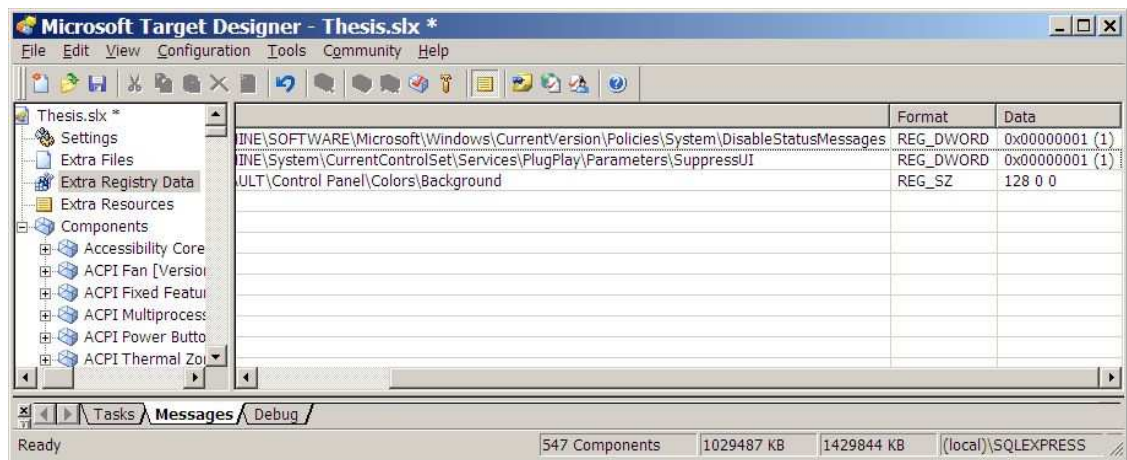 Microsoft Target Designer - Thesis.slx *
File Edit View Configuration Tools Community Help
Format Data
Thesis.slx *
Settings
Extra Files
Extra Registry Data
Extra Resources
Components
Accessibility Core
ACPI Fan [Version
ACPI Fixed Featur
ACPI Multiprocess
ACPI Power Butto
ACPI Thermal Zon
INE\SOFTWARE\Microsoft\Windows\CurrentVersion\Policies\System\DisableStatusMessages REG_DWORD 0x00000001 (1)
INE\System\CurrentControlSet\Services\PlugPlay\Parameters\SuppressUI REG_DWORD 0x00000001 (1)
ULT\Control Panel\Colors\Background REG_SZ 128 0 0
Tasks Messages Debug
Ready 547 Components 1029487 KB 1429844 KB (local)\SQLEXPRESS